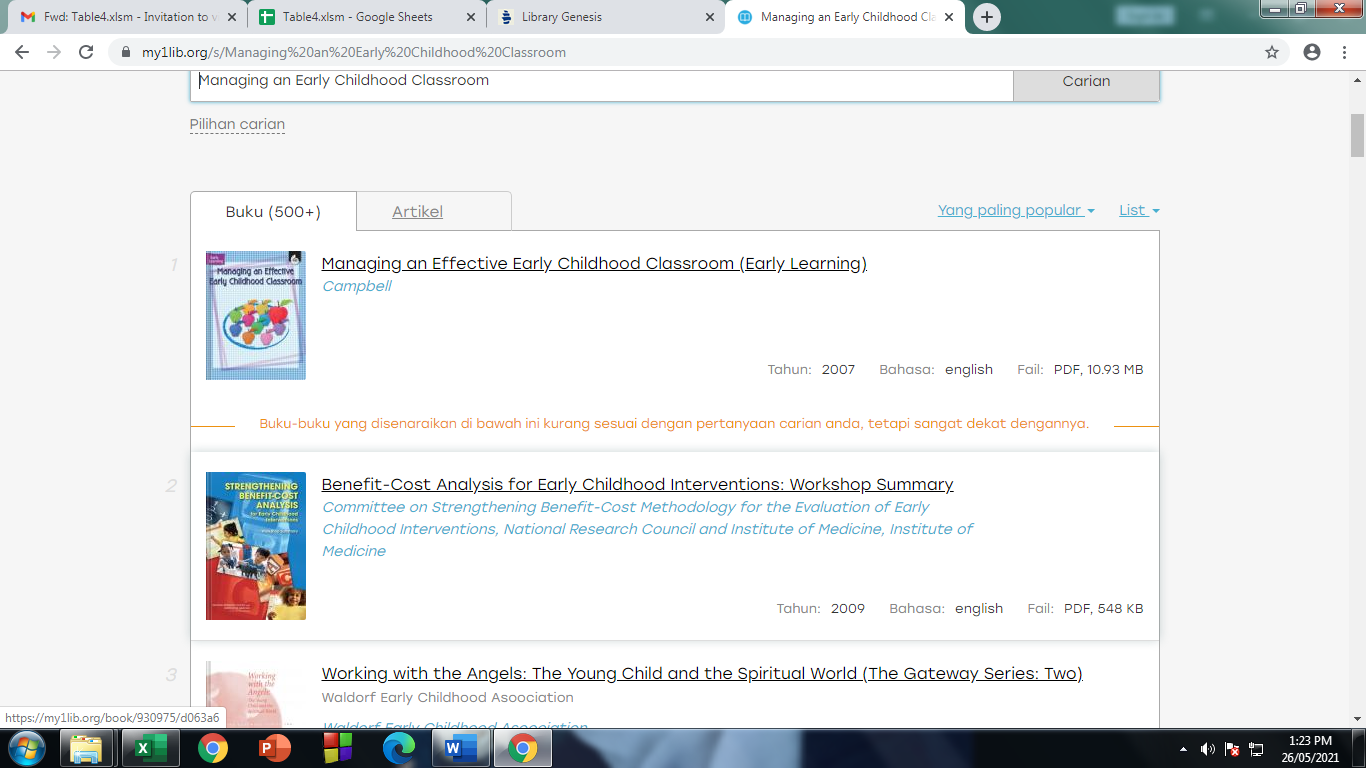 Fwd: Table4.xlsm - Invitation to v
Table4.xlsm - Google Sheets
Library Genesis
Managing an Early Childhood Cl
my1lib.org/s/Managing%20an%20Early%20Childhood%20Classroom
Managing an Early Childhood Classroom
Carian
Pilihan carian
Buku (500+)
Artikel
Yang paling popular
List
1
Early Learning
Managing an Effective
Early Childhood Classroom
Managing an Effective Early Childhood Classroom (Early Learning)
Campbell
Tahun: 2007 Bahasa: english Fail: PDF, 10.93 MB
Buku-buku yang disenaraikan di bawah ini kurang sesuai dengan pertanyaan carian anda, tetapi sangat dekat dengannya.
2
STRENGTHENING
BENEFIT-COST
ANALYSIS
for Early Childhood
Interventions
Benefit-Cost Analysis for Early Childhood Interventions: Workshop Summary
Committee on Strengthening Benefit-Cost Methodology for the Evaluation of Early
Childhood Interventions, National Research Council and Institute of Medicine, Institute of
Medicine
Tahun: 2009 Bahasa: english Fail: PDF, 548 KB
3
Working
with the
Angels
Working with the Angels: The Young Child and the Spiritual World (The Gateway Series: Two)
Waldorf Early Childhood Asoociation
Waldorf Early Childhood Asoociation
https://my1lib.org/book/930975/d063a6
1:23 PM
26/05/2021